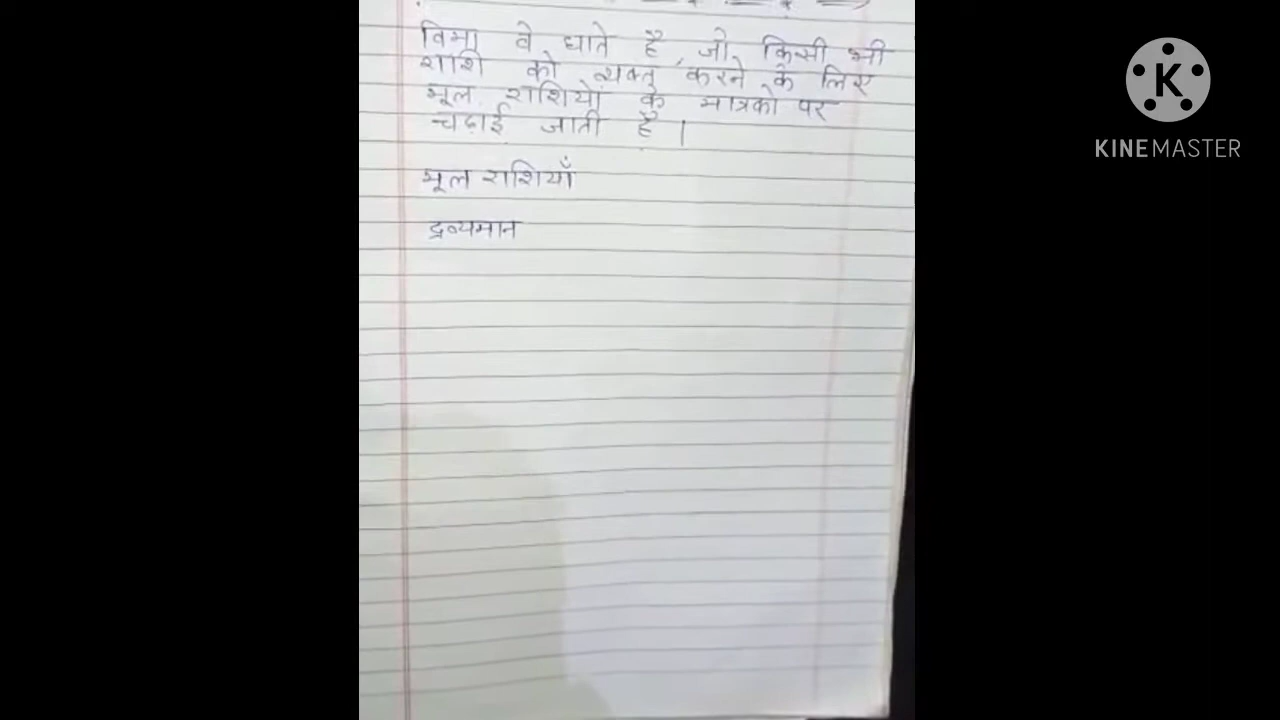 विमा वे घाते है, जो किसी भी
राशि को व्यक्त करने के लिए
मूल राशियों के मात्रको पर
चढाई जाती है ।
मूल राशियाँ
द्रव्यमान
K
KINEMASTER